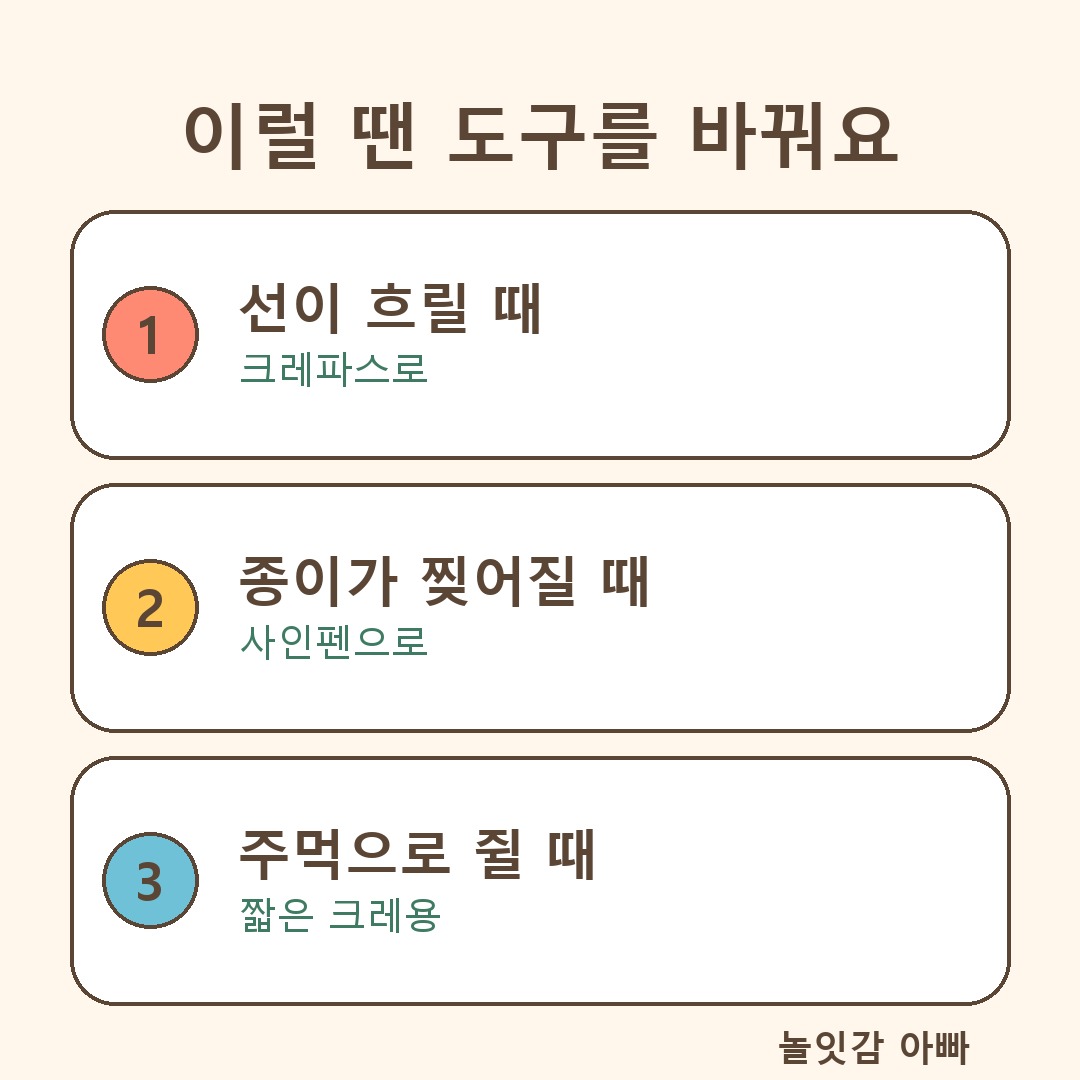 이럴 땐 도구를 바꿔요
1
선이 흐릴 때
크레파스로
2
종이가 찢어질 때
사인펜으로
3
주먹으로 쥘 때
짧은 크레용
놀잇감 아빠